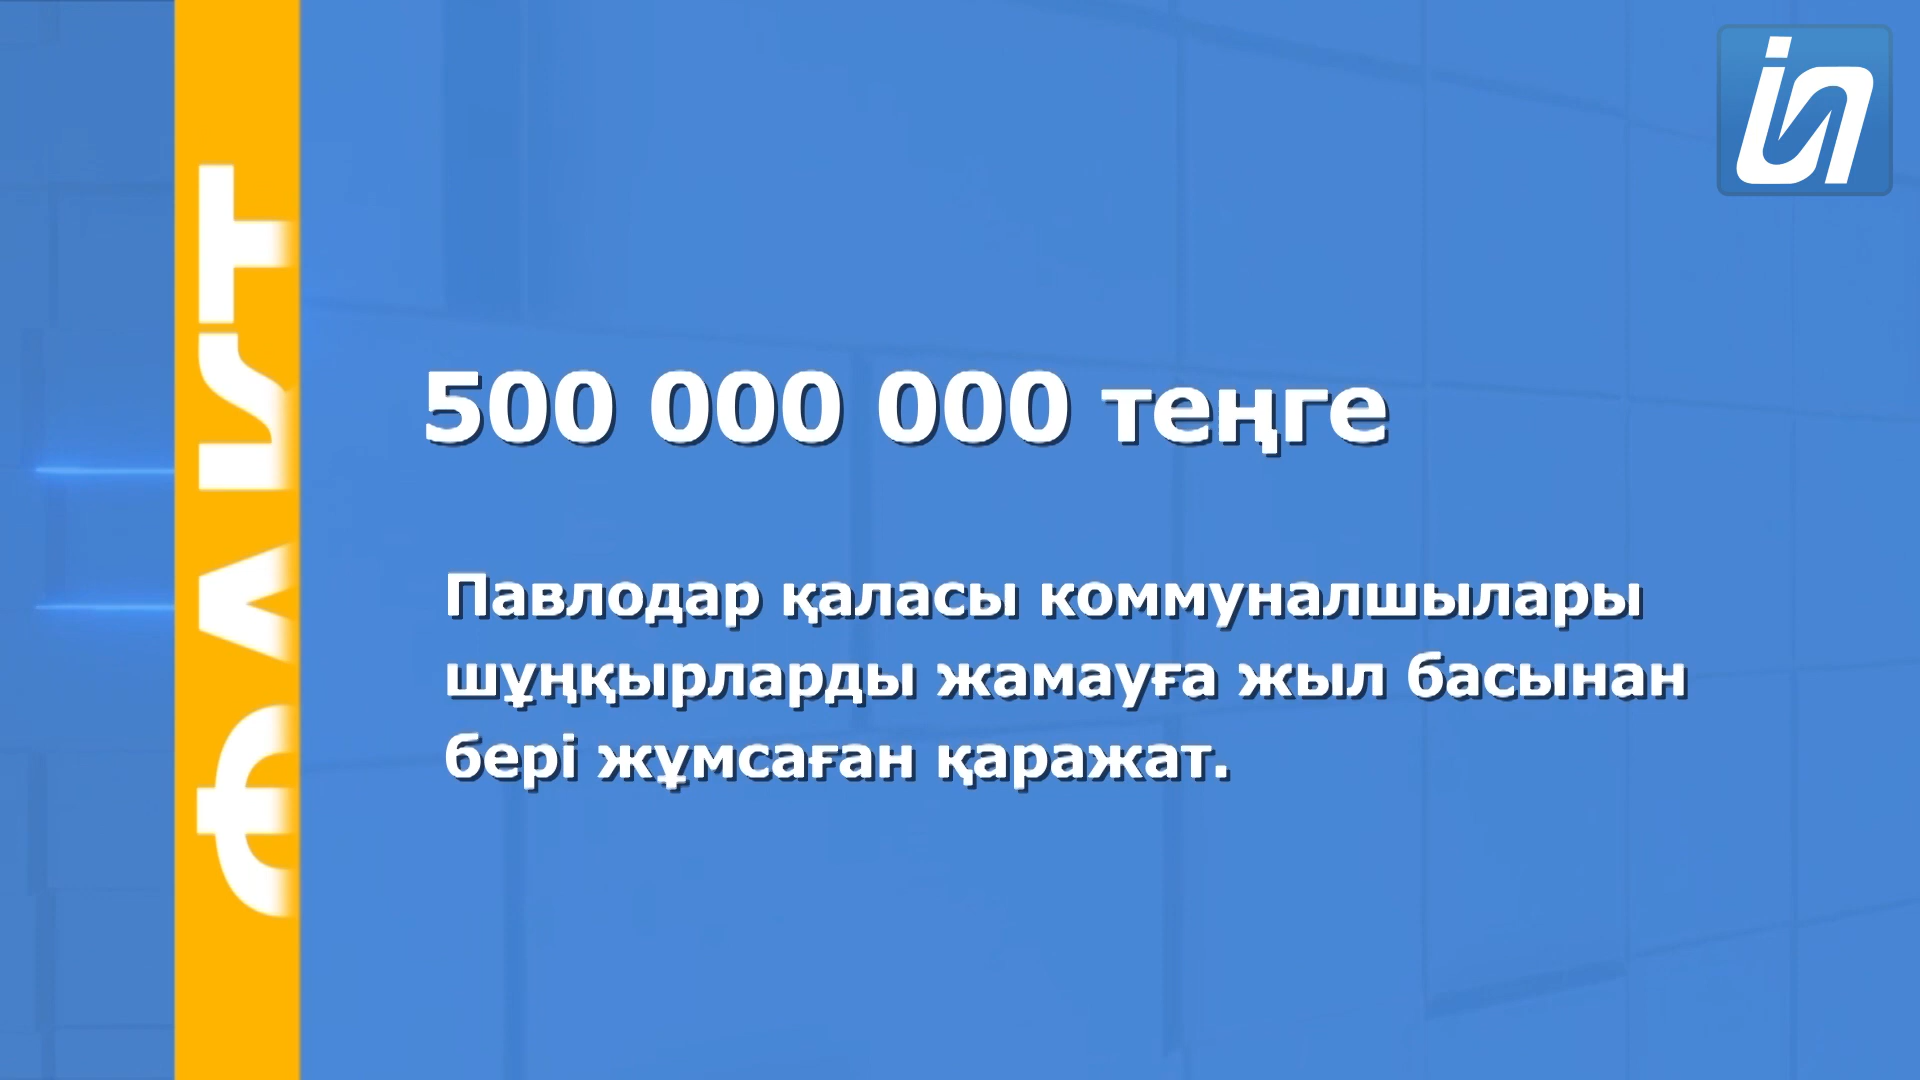 ФАКТ
500 000 000 теңге
Павлодар қаласы коммуналшылары
шұңқырларды жамауға жыл басынан
бері жұмсаған қаражат.